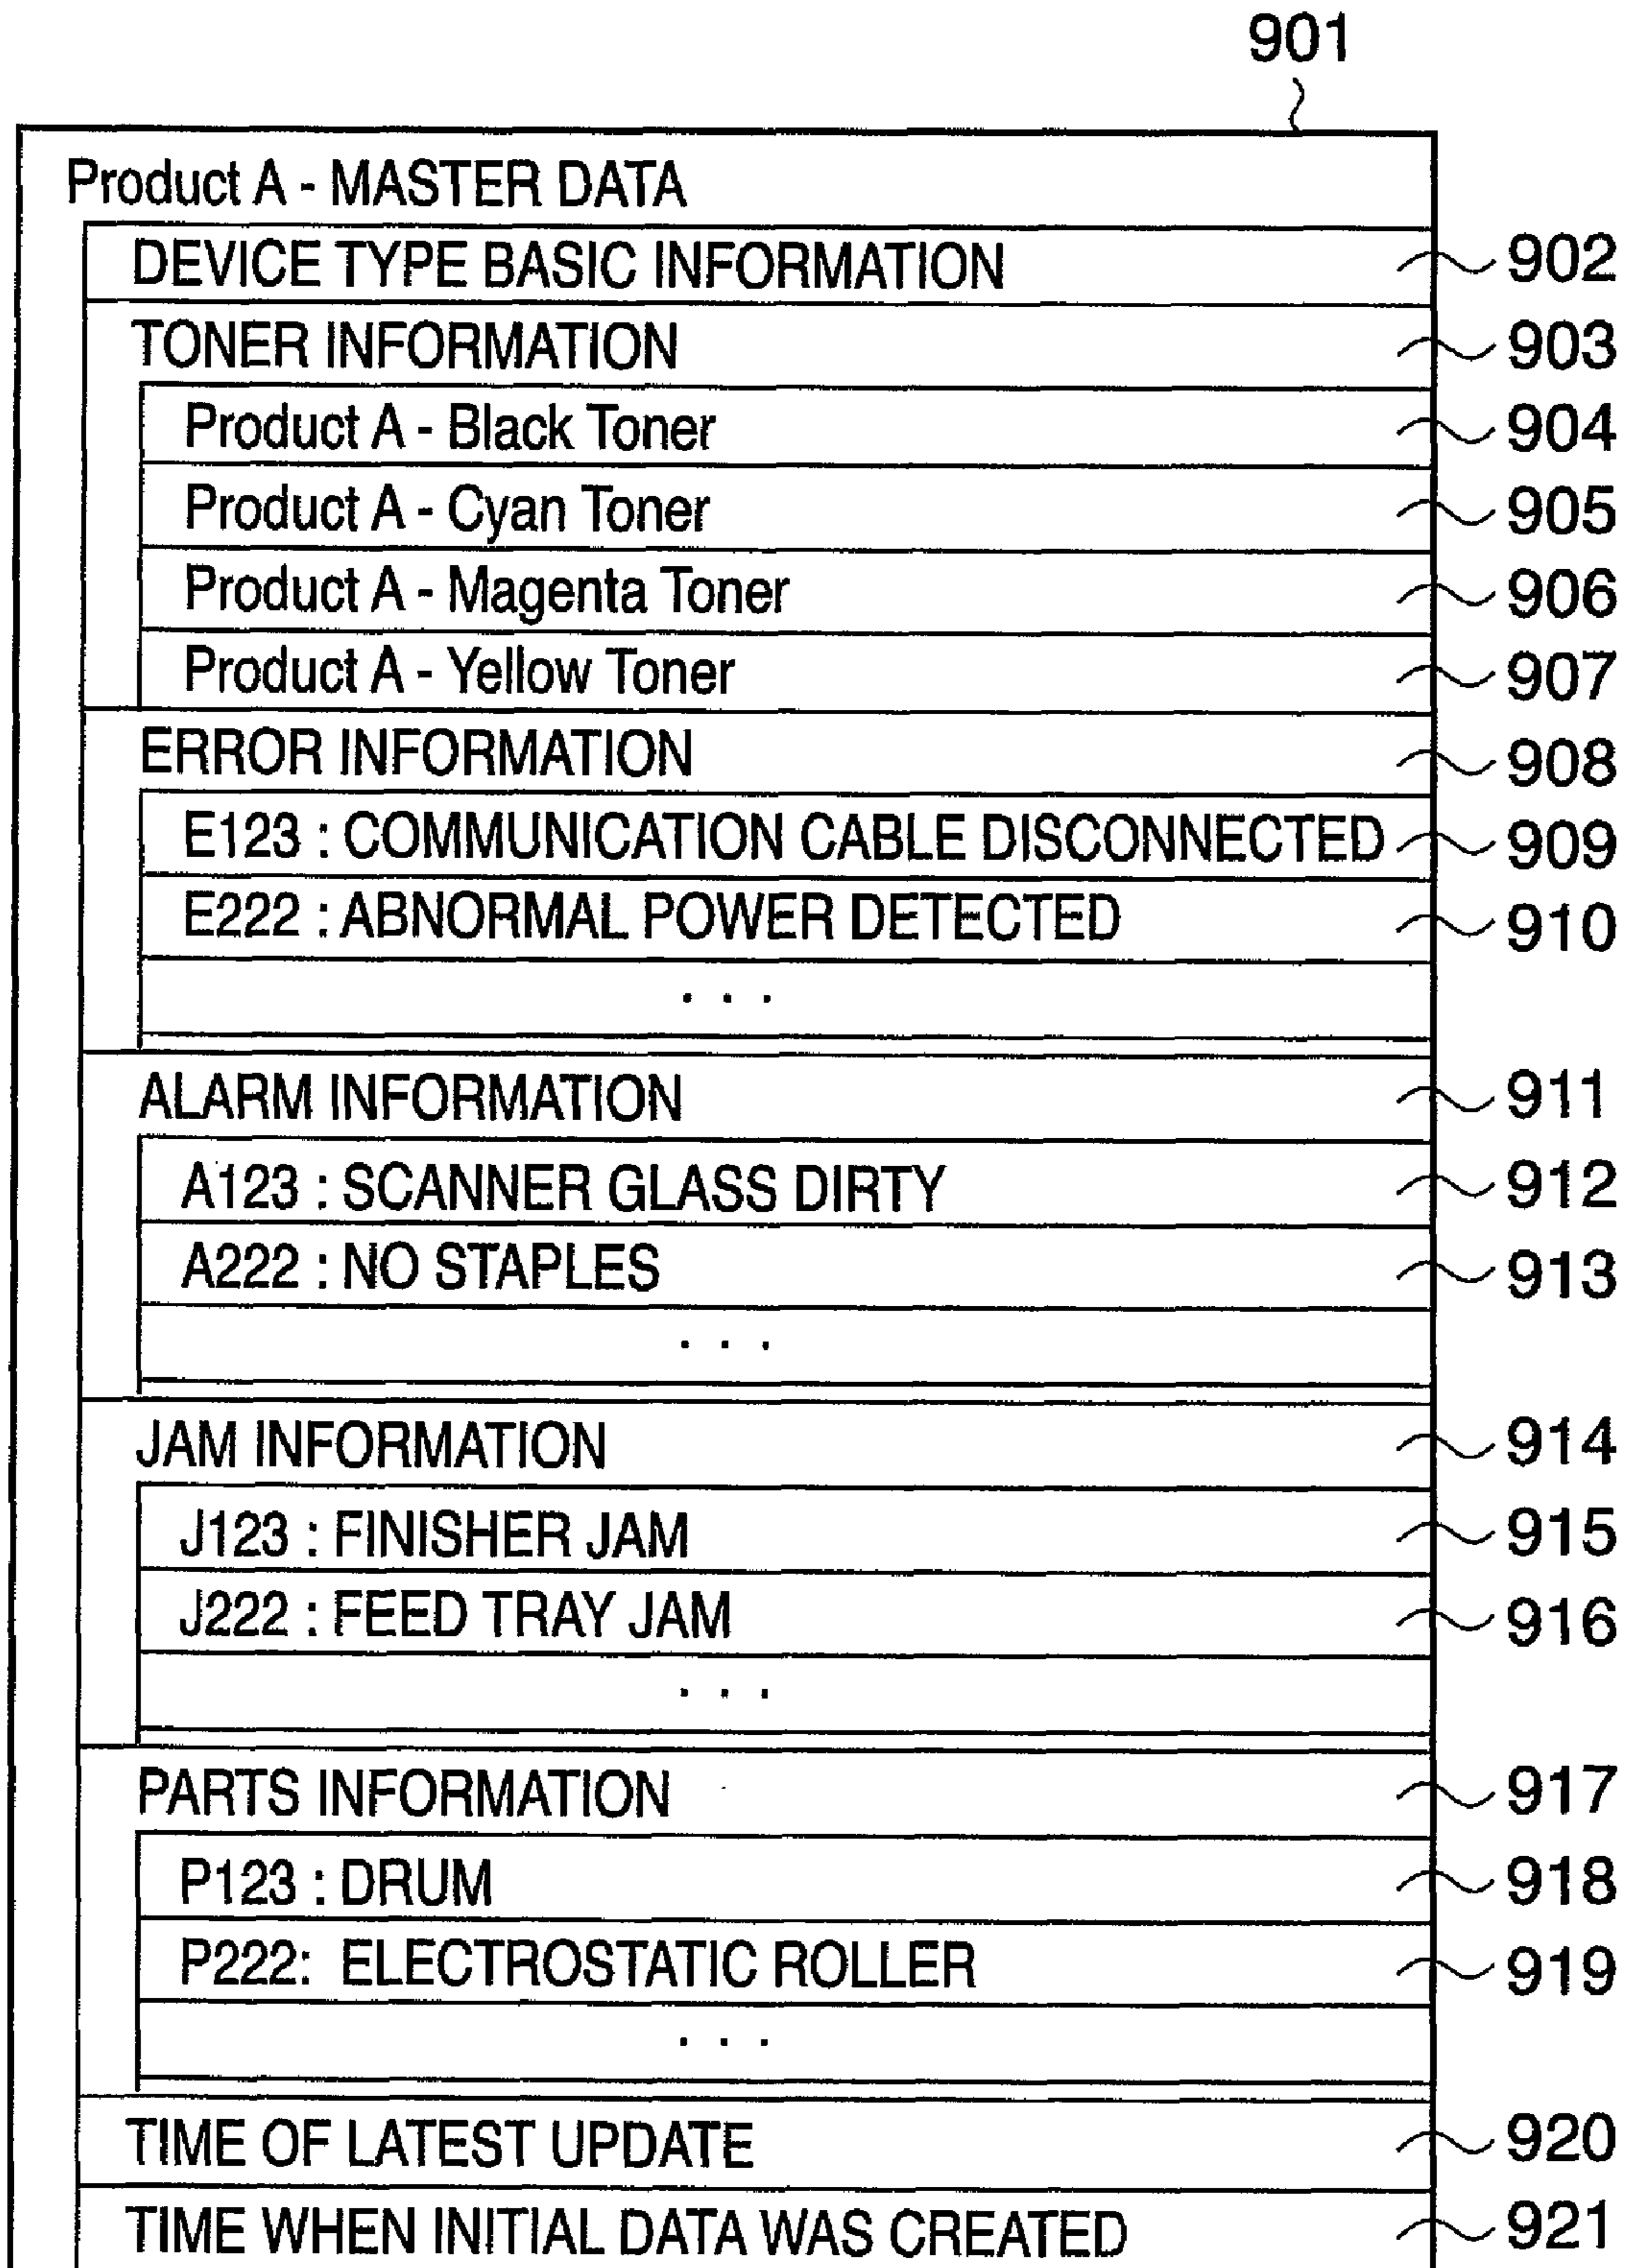 901
Product A - MASTER DATA
DEVICE TYPE BASIC INFORMATION 902
TONER INFORMATION 903
Product A - Black Toner 904
Product A - Cyan Toner 905
Product A - Magenta Toner 906
Product A - Yellow Toner 907
ERROR INFORMATION 908
E123 : COMMUNICATION CABLE DISCONNECTED 909
E222 : ABNORMAL POWER DETECTED 910
. . .
ALARM INFORMATION 911
A123 : SCANNER GLASS DIRTY 912
A222 : NO STAPLES 913
. . .
JAM INFORMATION 914
J123 : FINISHER JAM 915
J222 : FEED TRAY JAM 916
. . .
PARTS INFORMATION 917
P123 : DRUM 918
P222: ELECTROSTATIC ROLLER 919
. . .
TIME OF LATEST UPDATE 920
TIME WHEN INITIAL DATA WAS CREATED 921